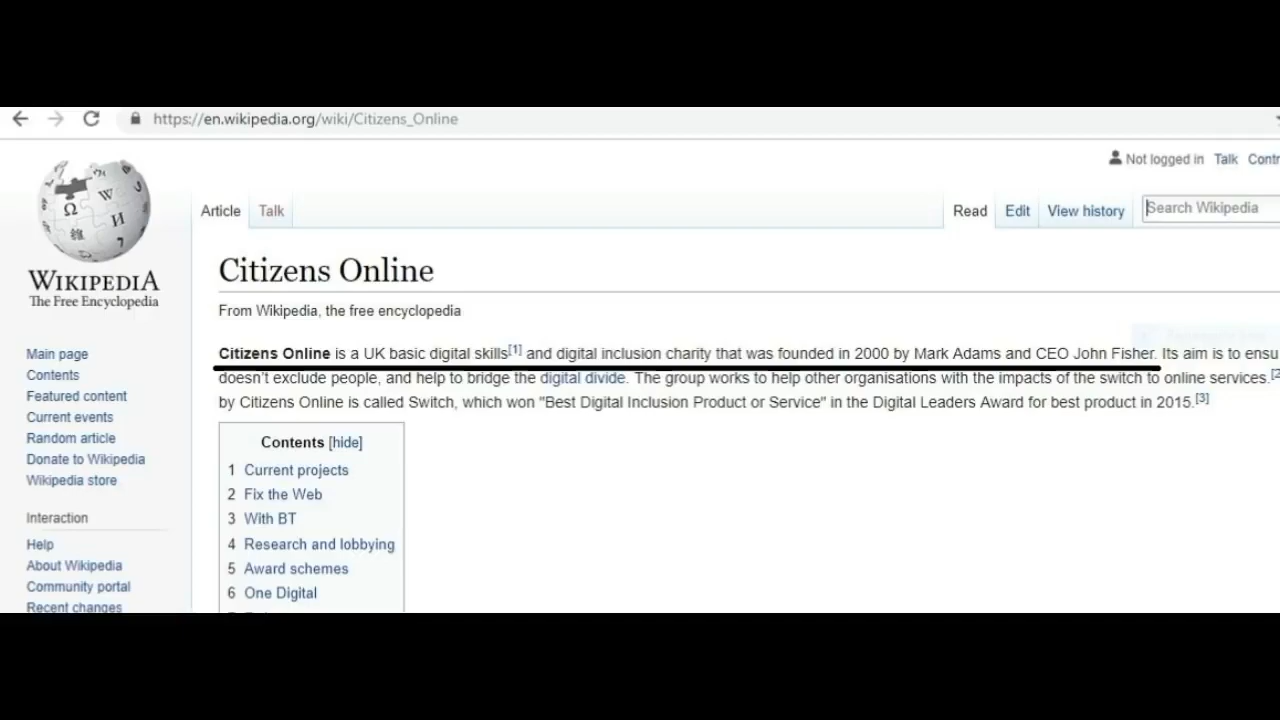 https://en.wikipedia.org/wiki/Citizens_Online
Not logged in Talk
Article Talk Read Edit View history Search Wikipedia
WIKIPEDIA
The Free Encyclopedia
Citizens Online
From Wikipedia, the free encyclopedia
Citizens Online is a UK basic digital skills[1] and digital inclusion charity that was founded in 2000 by Mark Adams and CEO John Fisher. Its aim is to
doesn't exclude people, and help to bridge the digital divide. The group works to help other organisations with the impacts of the switch to online services.
by Citizens Online is called Switch, which won "Best Digital Inclusion Product or Service" in the Digital Leaders Award for best product in 2015.[3]
Main page
Contents
Featured content
Current events
Random article
Donate to Wikipedia
Wikipedia store
Interaction
Help
About Wikipedia
Community portal
Recent changes
Contents [hide]
1 Current projects
2 Fix the Web
3 With BT
4 Research and lobbying
5 Award schemes
6 One Digital